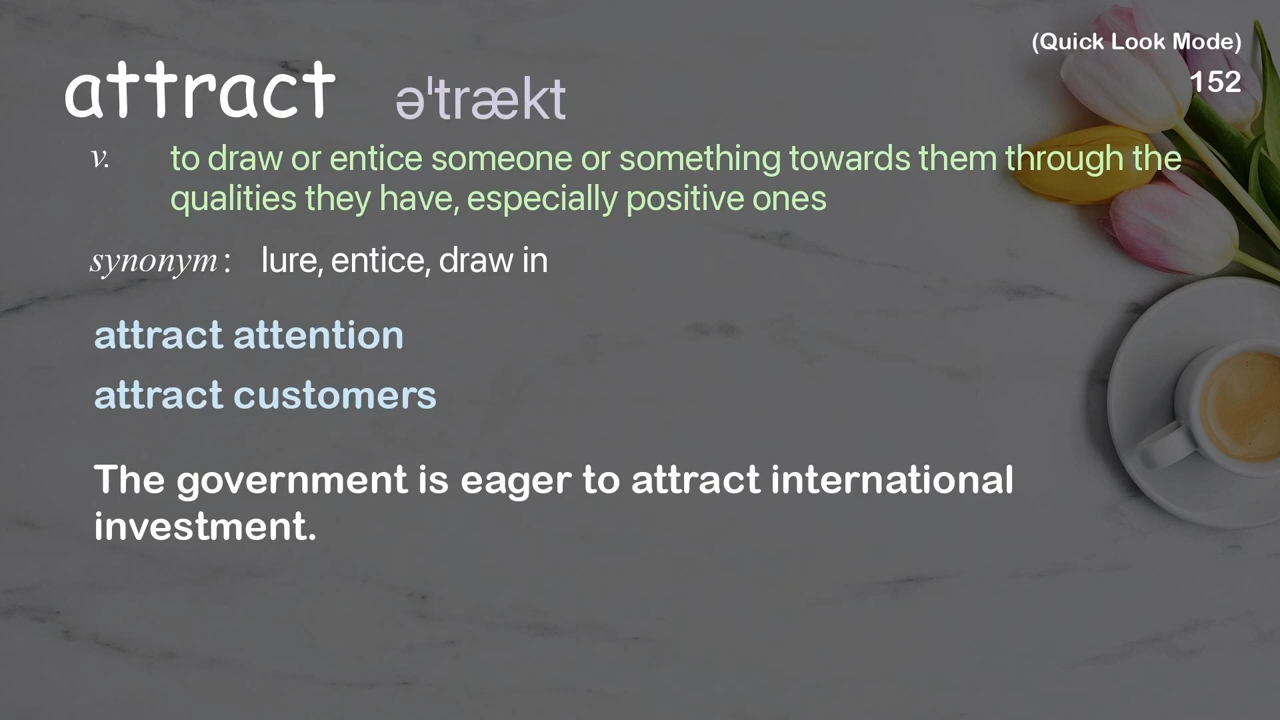 (Quick Look Mode)
152
attract əˈtrækt
v. to draw or entice someone or something towards them through the
qualities they have, especially positive ones
synonym: lure, entice, draw in
attract attention
attract customers
The government is eager to attract international
investment.